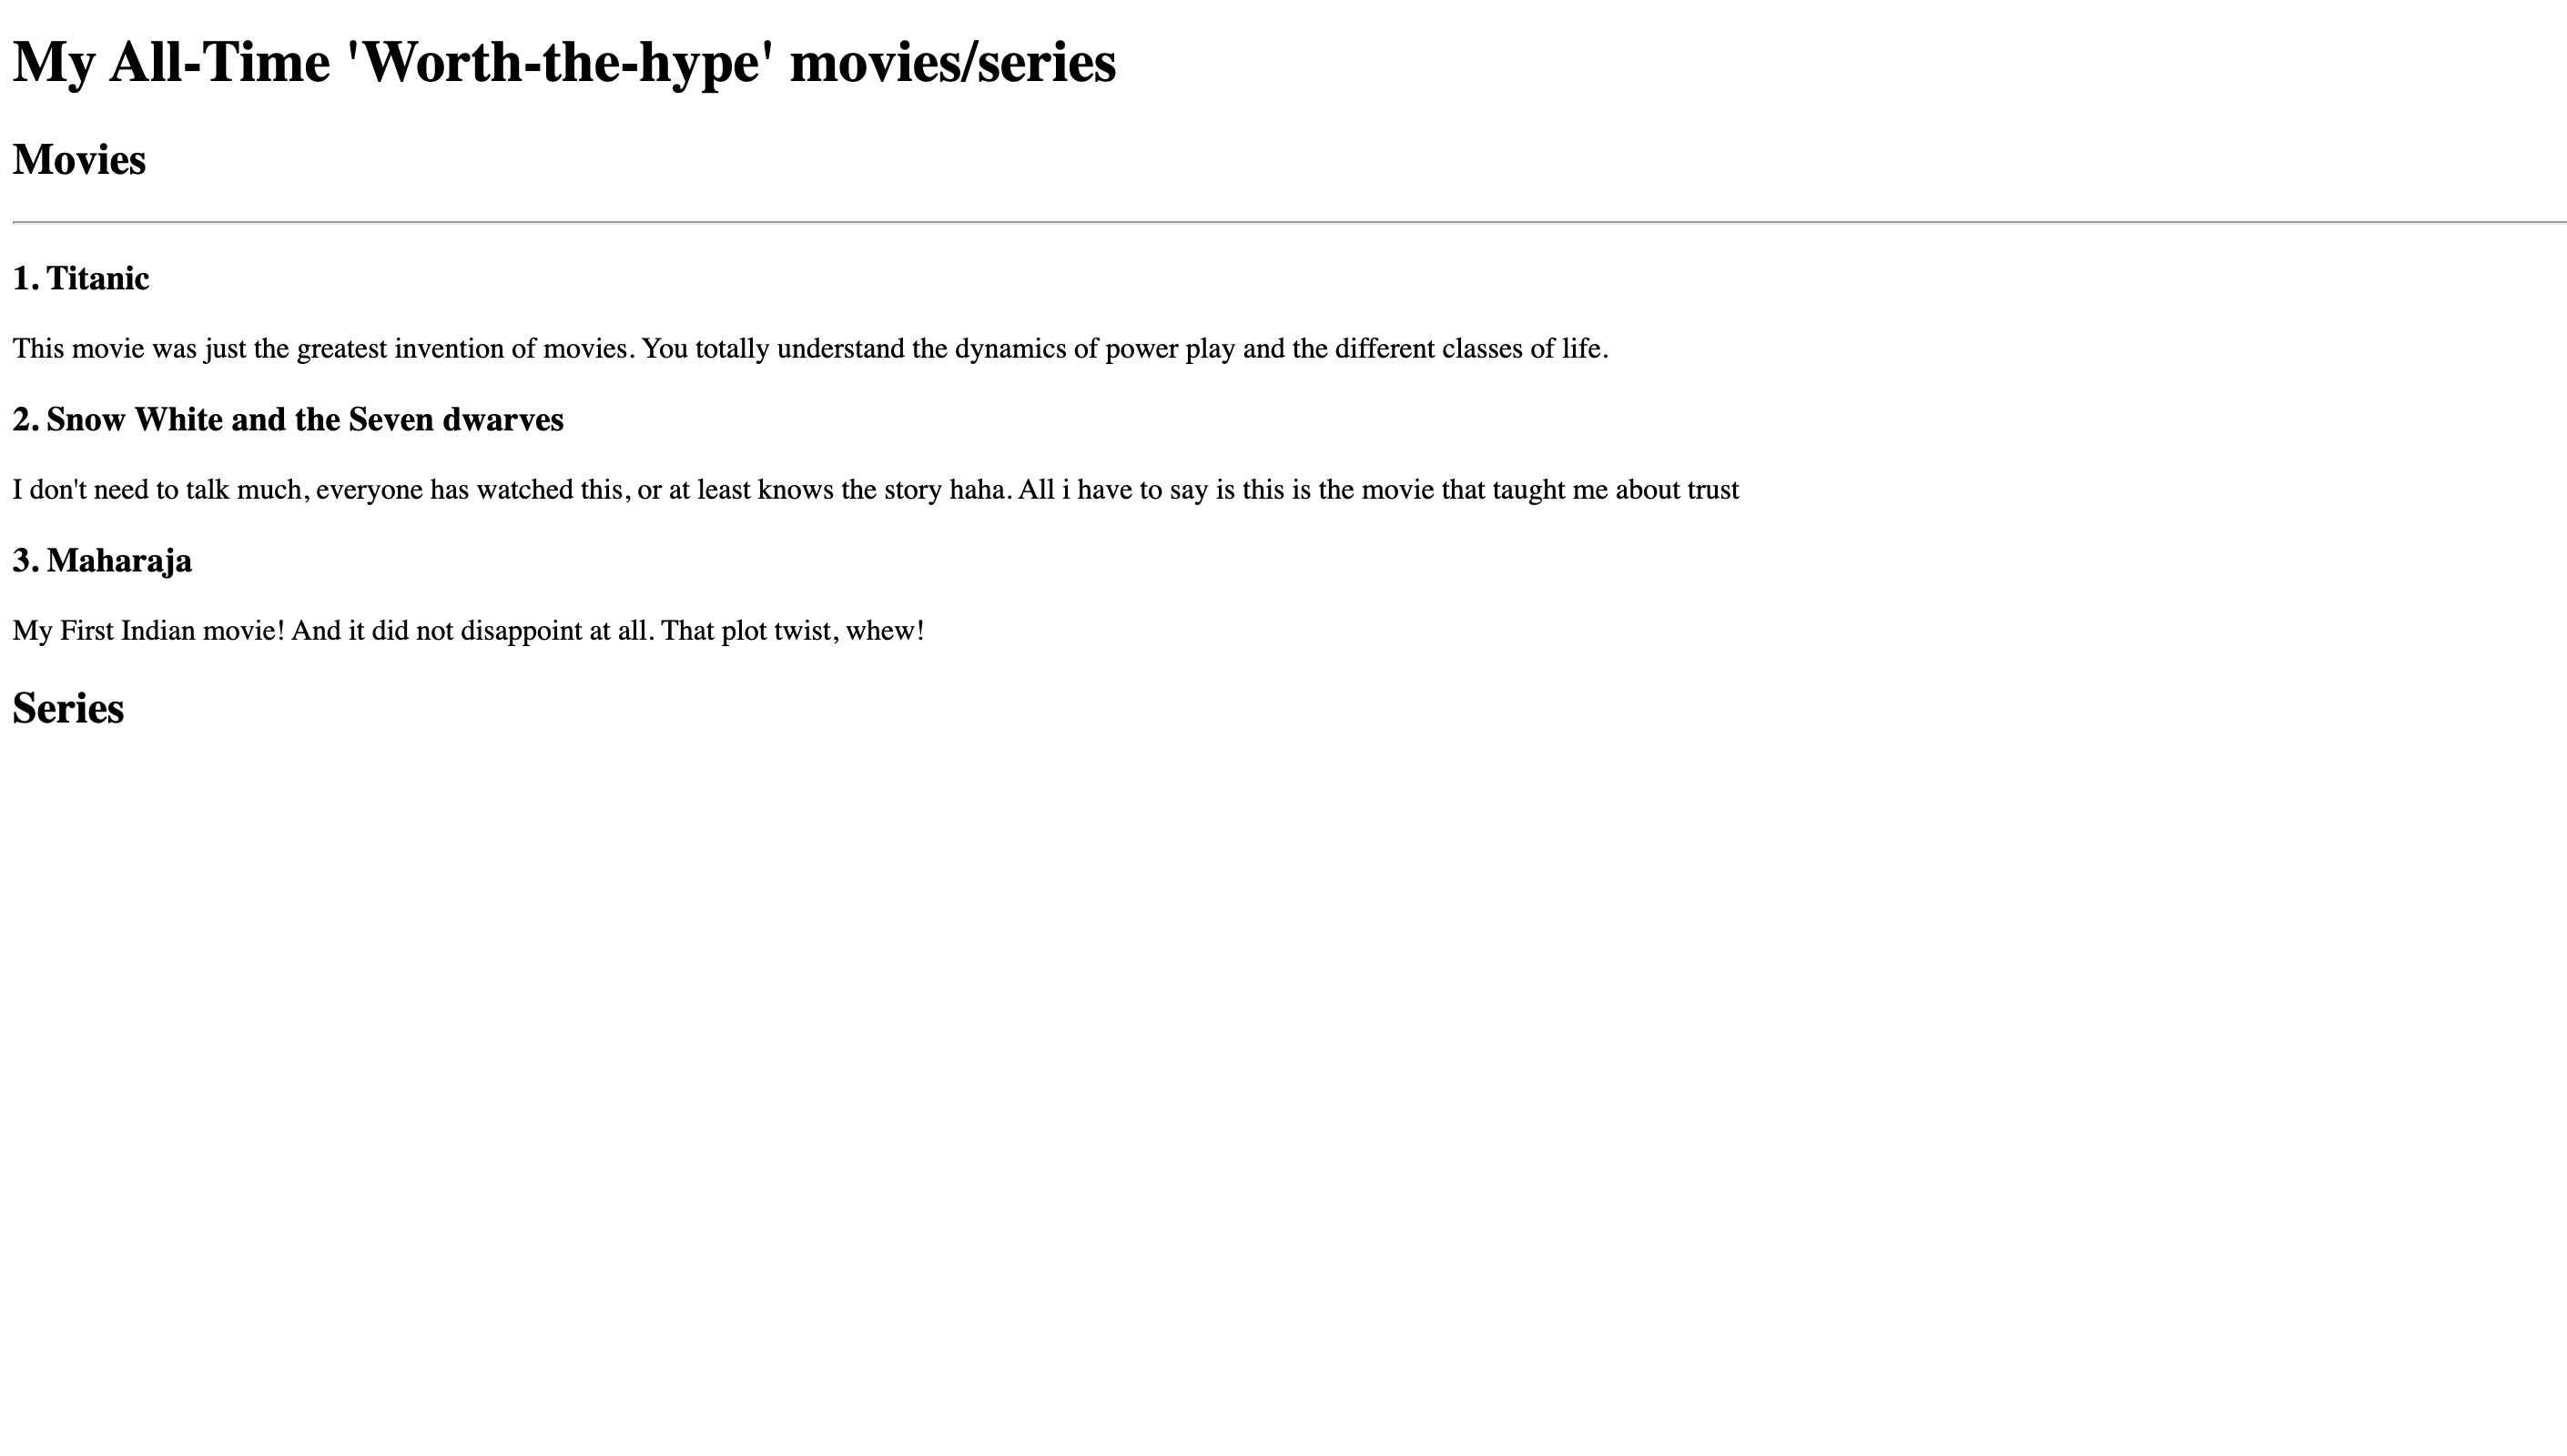 My All-Time 'Worth-the-hype' movies/series
Movies
1. Titanic
This movie was just the greatest invention of movies. You totally understand the dynamics of power play and the different classes of life.
2. Snow White and the Seven dwarves
I don't need to talk much, everyone has watched this, or at least knows the story haha. All i have to say is this is the movie that taught me about trust
3. Maharaja
My First Indian movie! And it did not disappoint at all. That plot twist, whew!
Series